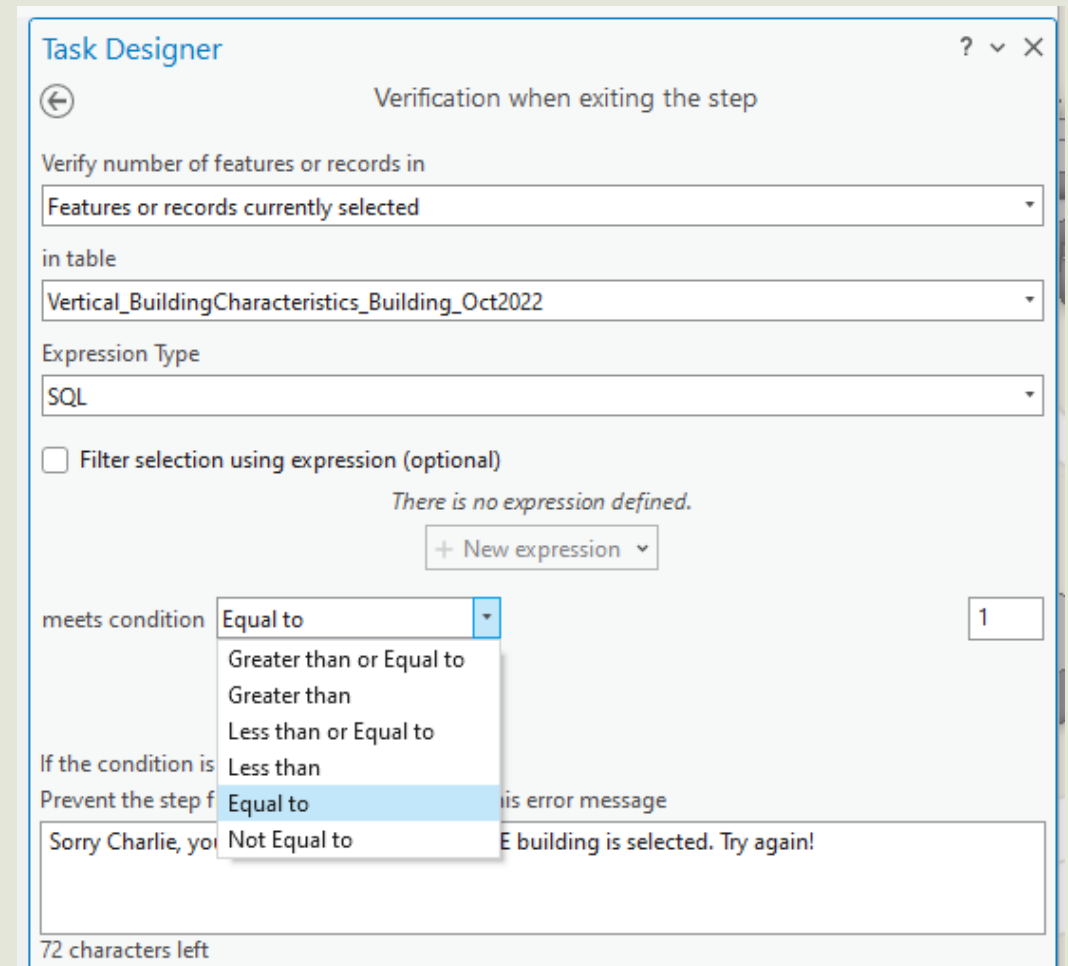 Task Designer
?
Verification when exiting the step
Verify number of features or records in
Features or records currently selected
in table
Vertical_BuildingCharacteristics_Building_Oct2022
Expression Type
SQL
Filter selection using expression (optional)
There is no expression defined.
+ New expression
meets condition Equal to 1
Greater than or Equal to
Greater than
Less than or Equal to
If the condition is
Less than
Prevent the step
Equal to
error message
Sorry Charlie,
Not Equal to
building is selected. Try again!
72 characters left